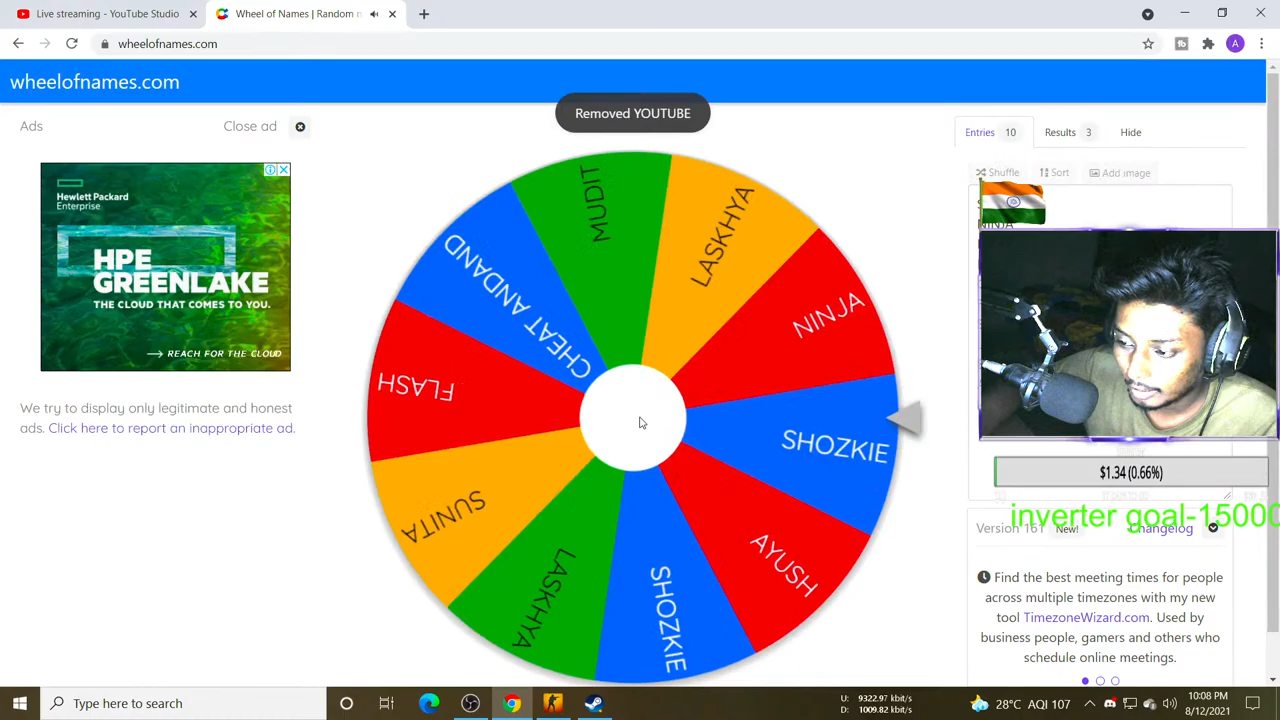 Live streaming - YouTube Studio
Wheel of Names | Random n
wheelofnames.com
A
wheelofnames.com
Removed YOUTUBE
Ads
Close ad
Hewlett Packard
Enterprise
HPE
GREENLAKE
THE CLOUD THAT COMES TO YOU.
REACH FOR THE CLOUD
We try to display only legitimate and honest
ads. Click here to report an inappropriate ad.
MUDIT
LASKHYA
NINJA
SHOZKIE
AYUSH
SHOZKIE
LASKHYA
SUNITA
FLASH
CHEAT ANDAND
Entries 10
Results 3
Hide
Shuffle
Sort
Add image
NINJA
$1.34 (0.66%)
inverter goal-15000
Version 161 New!
Changelog
Find the best meeting times for people
across multiple timezones with my new
tool TimezoneWizard.com. Used by
business people, gamers and others who
schedule online meetings.
Type here to search
U: 9322.97 kbit/s
D: 1009.82 kbit/s
28°C AQI 107
10:08 PM
8/12/2021